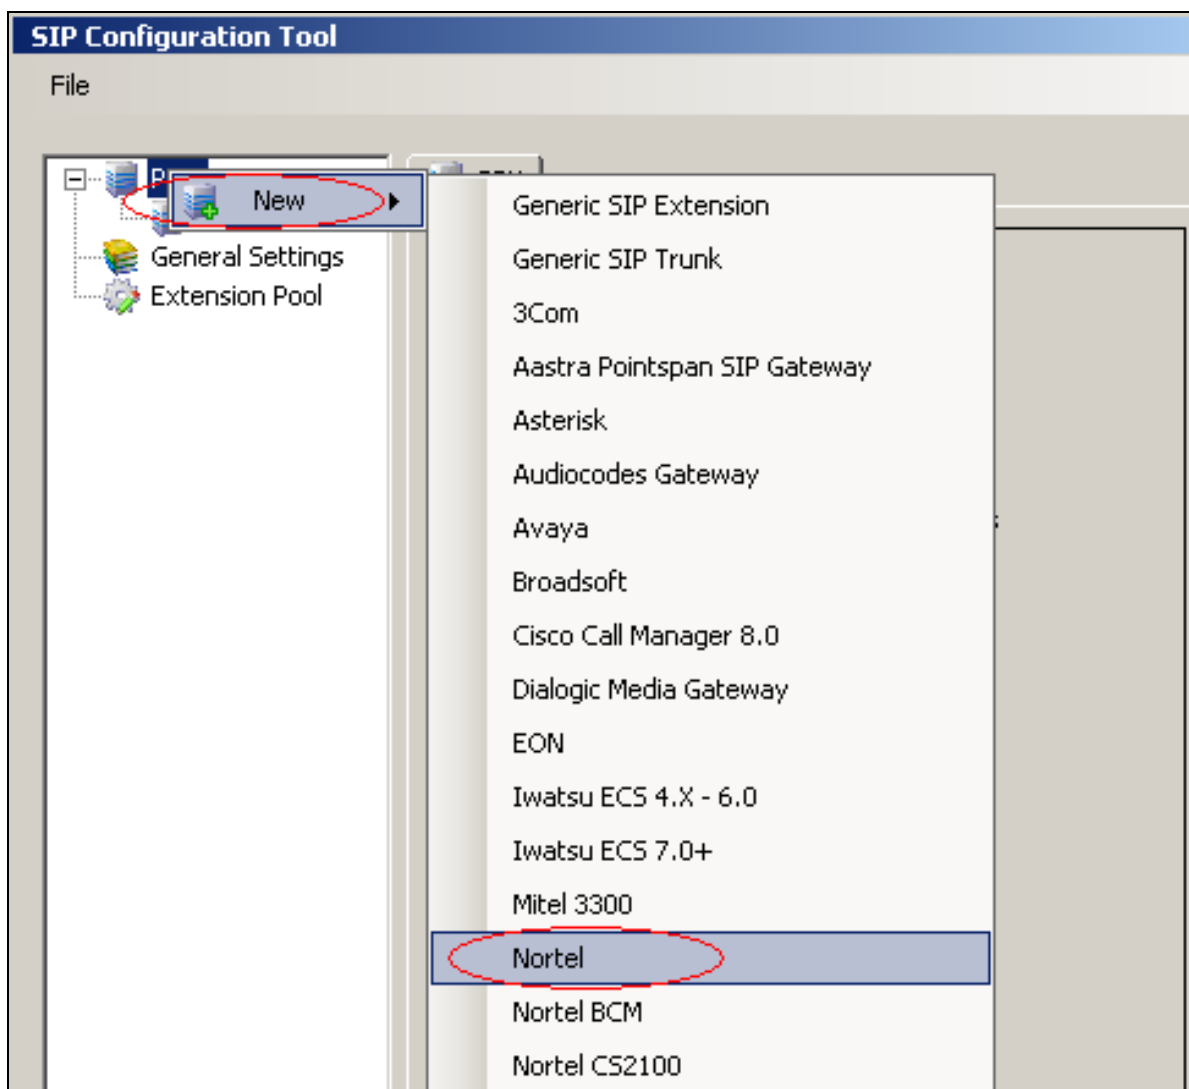 SIP Configuration Tool
File
New
General Settings
Extension Pool
Generic SIP Extension
Generic SIP Trunk
3Com
Aastra Pointspan SIP Gateway
Asterisk
Audiocodes Gateway
Avaya
Broadsoft
Cisco Call Manager 8.0
Dialogic Media Gateway
EON
Iwatsu ECS 4.X - 6.0
Iwatsu ECS 7.0+
Mitel 3300
Nortel
Nortel BCM
Nortel CS2100